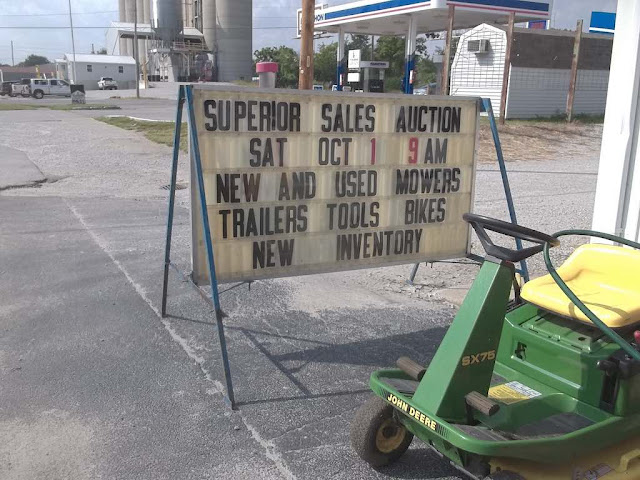 SUPERIOR SALES AUCTION
SAT OCT 1 9 AM
NEW AND USED MOWERS
TRAILERS TOOLS BIKES
NEW INVENTORY
SX75
JOHN DEERE